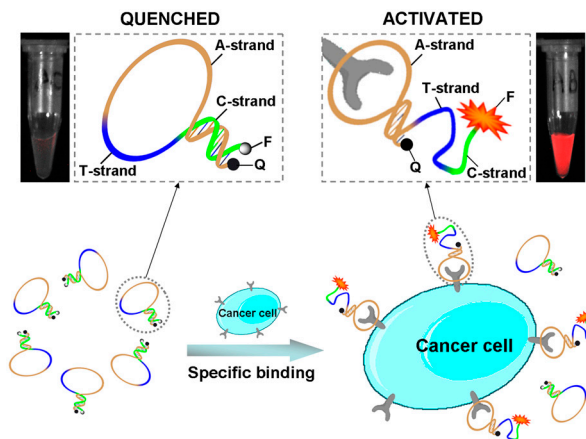 QUENCHED
A-strand
C-strand
F
Q
T-strand
ACTIVATED
A-strand
T-strand
F
Q
C-strand
Cancer cell
Specific binding
Cancer cell